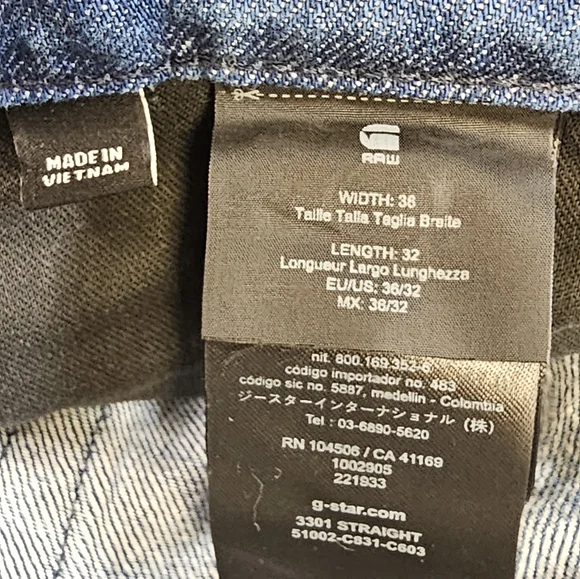 MADE IN
VIETNAM
RAW
WIDTH: 36
Taille Talla Taglia Breite
LENGTH: 32
Longueur Largo Lunghezza
EU/US: 36/32
MX: 36/32
nit. 800.169.352-6
código importador no. 483
código sic no. 5887, medellin - Colombia
ジースターインターナショナル (株)
Tel : 03-6890-5620
RN 104506 / CA 41169
100290S
221933
g-star.com
3301 STRAIGHT
51002-C831-C603